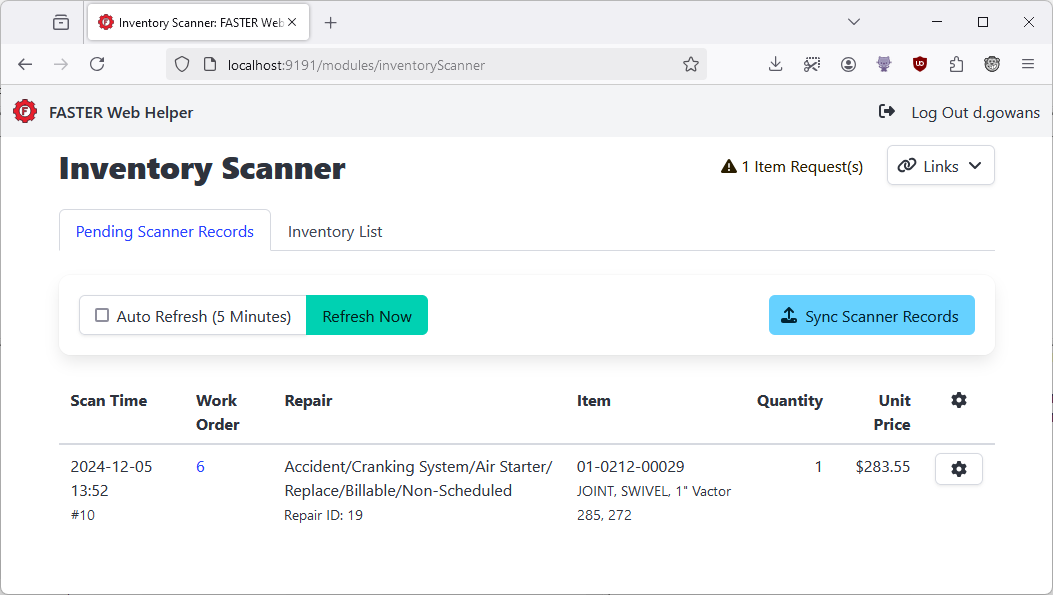 Inventory Scanner: FASTER Web
localhost:9191/modules/inventoryScanner
FASTER Web Helper
Log Out d.gowans
Inventory Scanner
1 Item Request(s)
Links
Pending Scanner Records
Inventory List
Auto Refresh (5 Minutes)
Refresh Now
Sync Scanner Records
Scan Time
Work
Order
Repair
Item
Quantity
Unit
Price
2024-12-05
13:52
#10
6
Accident/Cranking System/Air Starter/
Replace/Billable/Non-Scheduled
Repair ID: 19
01-0212-00029
JOINT, SWIVEL, 1" Vactor
285, 272
1
$283.55